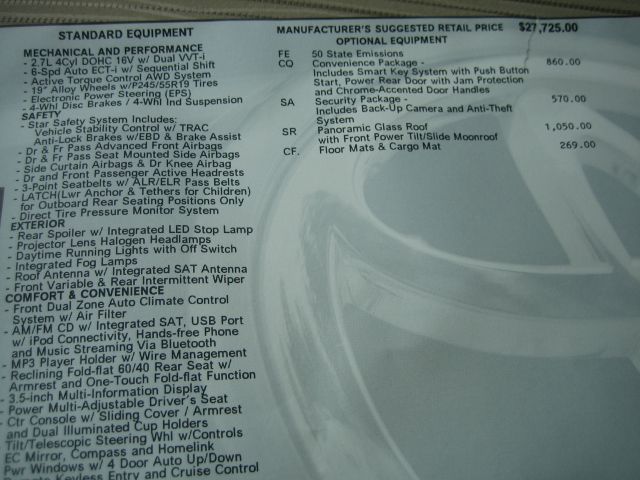 STANDARD EQUIPMENT
MECHANICAL AND PERFORMANCE
- 2.7L 4Cyl DOHC 16V w/ Dual VVT-i
- 6-Spd Auto ECT-i w/ Sequential Shift
- Active Torque Control AWD System
- 19" Alloy Wheels w/P245/55R19 Tires
- Electronic Power Steering (EPS)
- 4-Whl Disc Brakes / 4-Whl Ind Suspension
SAFETY
- Star Safety System Includes:
Vehicle Stability Control w/ TRAC
Anti-Lock Brakes w/EBD & Brake Assist
- Dr & Fr Pass Advanced Front Airbags
- Dr & Fr Pass Seat Mounted Side Airbags
- Side Curtain Airbags & Dr Knee Airbag
- Dr and Front Passenger Active Headrests
- 3-Point Seatbelts w/ ALR/ELR Pass Belts
- LATCH(Lwr Anchor & Tethers for Children)
for Outboard Rear Seating Positions Only
- Direct Tire Pressure Monitor System
EXTERIOR
- Rear Spoiler w/ Integrated LED Stop Lamp
- Projector Lens Halogen Headlamps
- Daytime Running Lights with Off Switch
- Integrated Fog Lamps
- Roof Antenna w/ Integrated SAT Antenna
- Front Variable & Rear Intermittent Wiper
COMFORT & CONVENIENCE
- Front Dual Zone Auto Climate Control
System w/ Air Filter
- AM/FM CD w/ Integrated SAT, USB Port
w/ iPod Connectivity, Hands-free Phone
and Music Streaming Via Bluetooth
- MP3 Player Holder w/ Wire Management
- Reclining Fold-flat 60/40 Rear Seat w/
Armrest and One-Touch Fold-flat Function
- 3.5-inch Multi-Information Display
- Power Multi-Adjustable Driver's Seat
- Ctr Console w/ Sliding Cover / Armrest
and Dual Illuminated Cup Holders
Tilt/Telescopic Steering Whl w/Controls
EC Mirror, Compass and Homelink
Pwr Windows w/ 4 Door Auto Up/Down
Remote Keyless Entry and Cruise Control
MANUFACTURER'S SUGGESTED RETAIL PRICE $27,725.00
OPTIONAL EQUIPMENT
FE 50 State Emissions
CQ Convenience Package - 860.00
Includes Smart Key System with Push Button
Start, Power Rear Door with Jam Protection
and Chrome-Accented Door Handles
SA Security Package - 570.00
Includes Back-Up Camera and Anti-Theft
System
SR Panoramic Glass Roof 1,050.00
with Front Power Tilt/Slide Moonroof
CF. Floor Mats & Cargo Mat 269.00